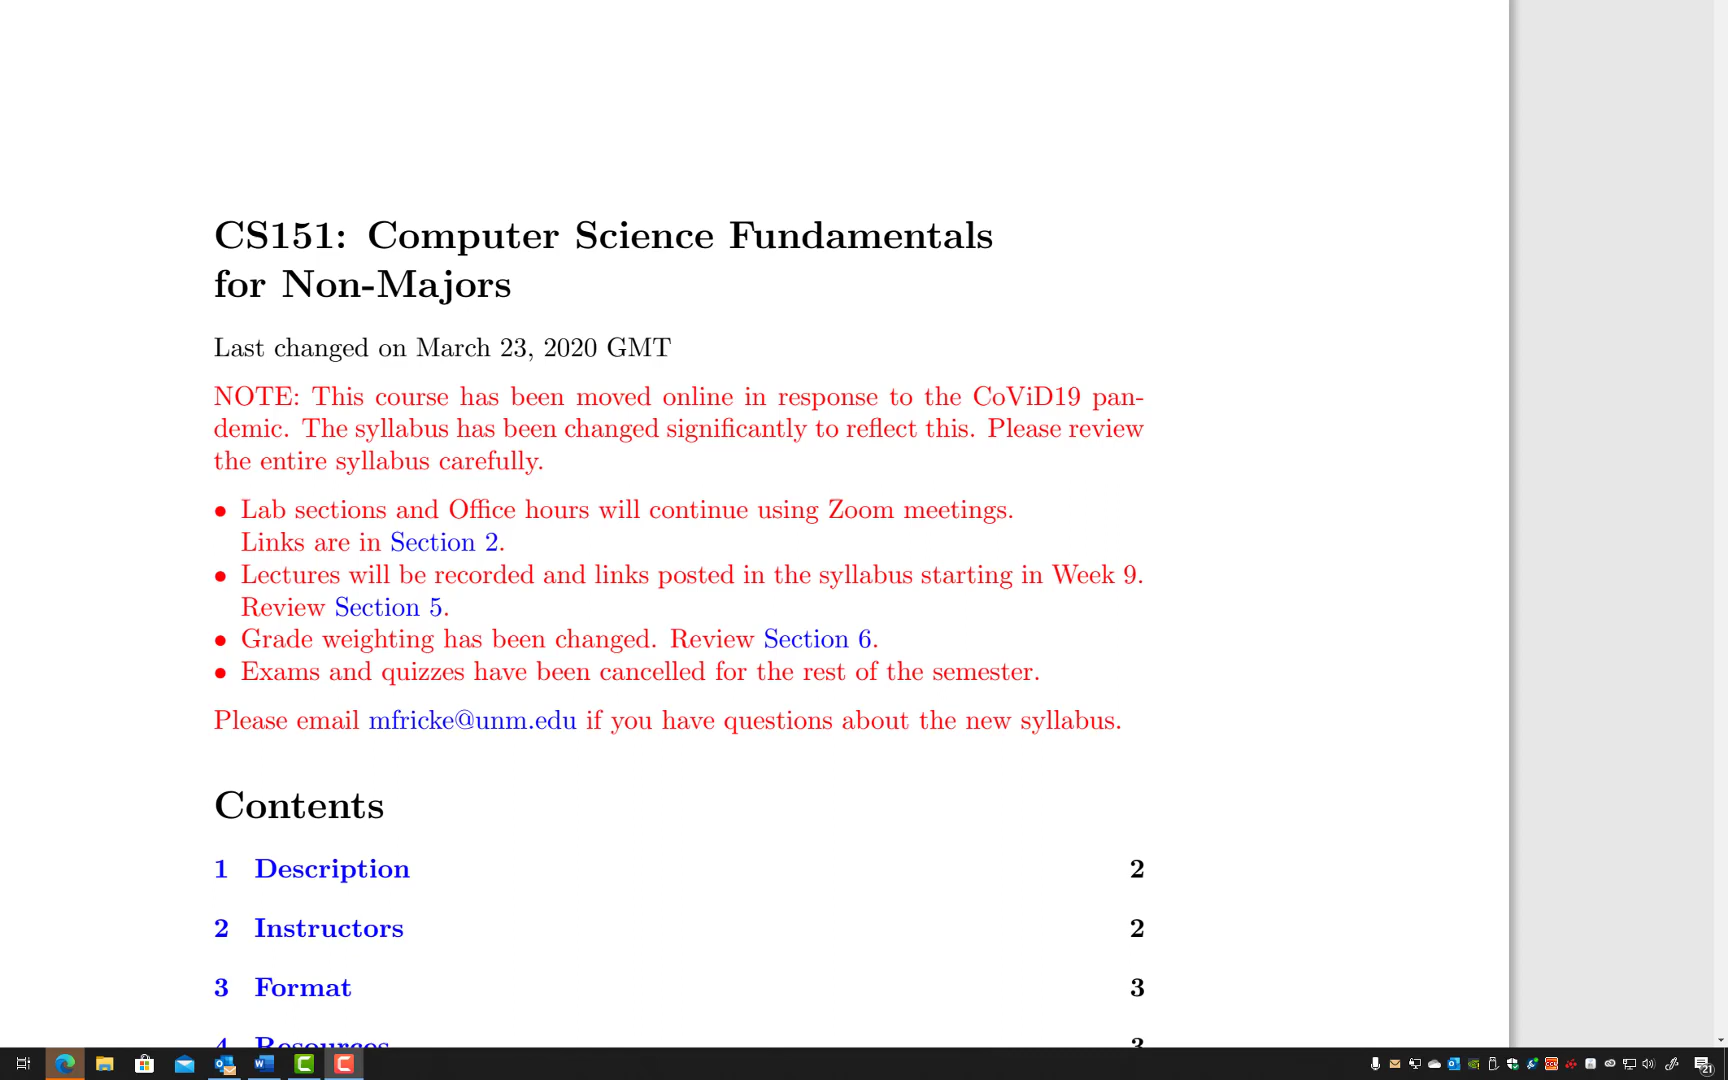 CS151: Computer Science Fundamentals
for Non-Majors
Last changed on March 23, 2020 GMT
NOTE: This course has been moved online in response to the CoViD19 pan-
demic. The syllabus has been changed significantly to reflect this. Please review
the entire syllabus carefully.
• Lab sections and Office hours will continue using Zoom meetings.
Links are in Section 2.
• Lectures will be recorded and links posted in the syllabus starting in Week 9.
Review Section 5.
• Grade weighting has been changed. Review Section 6.
• Exams and quizzes have been cancelled for the rest of the semester.
Please email mfricke@unm.edu if you have questions about the new syllabus.
Contents
1 Description 2
2 Instructors 2
3 Format 3
4 Resources 3
21